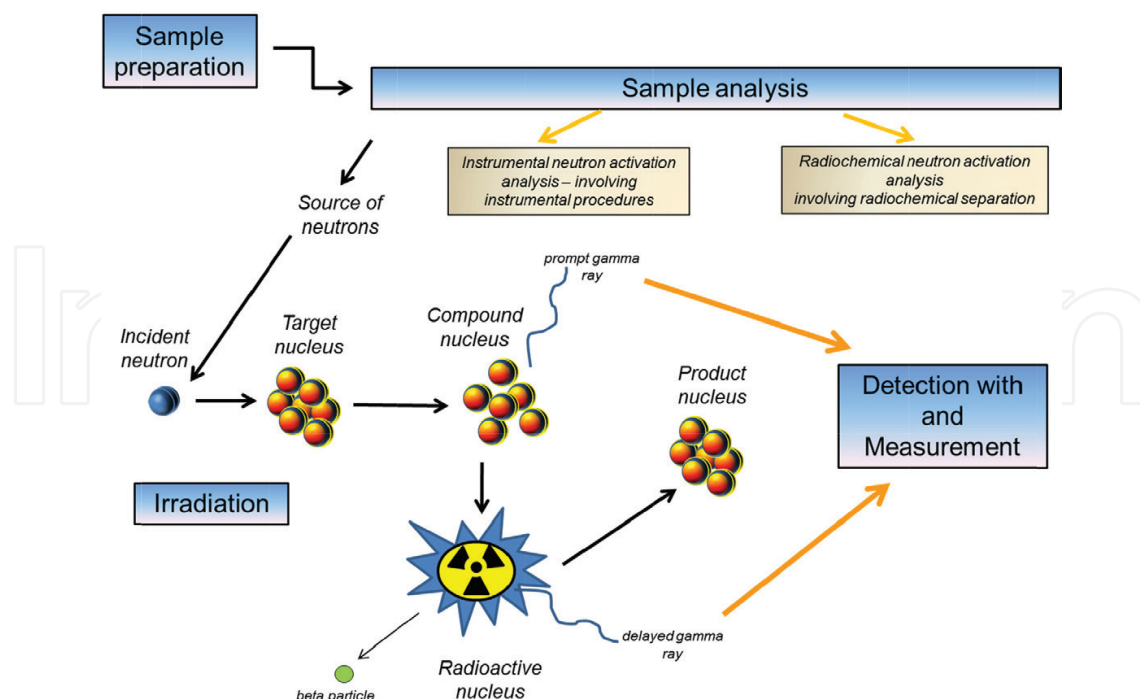 Sample
preparation
Sample analysis
Instrumental neutron activation
analysis – involving
instrumental procedures
Radiochemical neutron activation
analysis
involving radiochemical separation
Source of
neutrons
prompt gamma
ray
Incident
neutron
Target
nucleus
Compound
nucleus
Product
nucleus
Detection with
and
Measurement
Irradiation
delayed gamma
ray
Radioactive
nucleus
beta particle